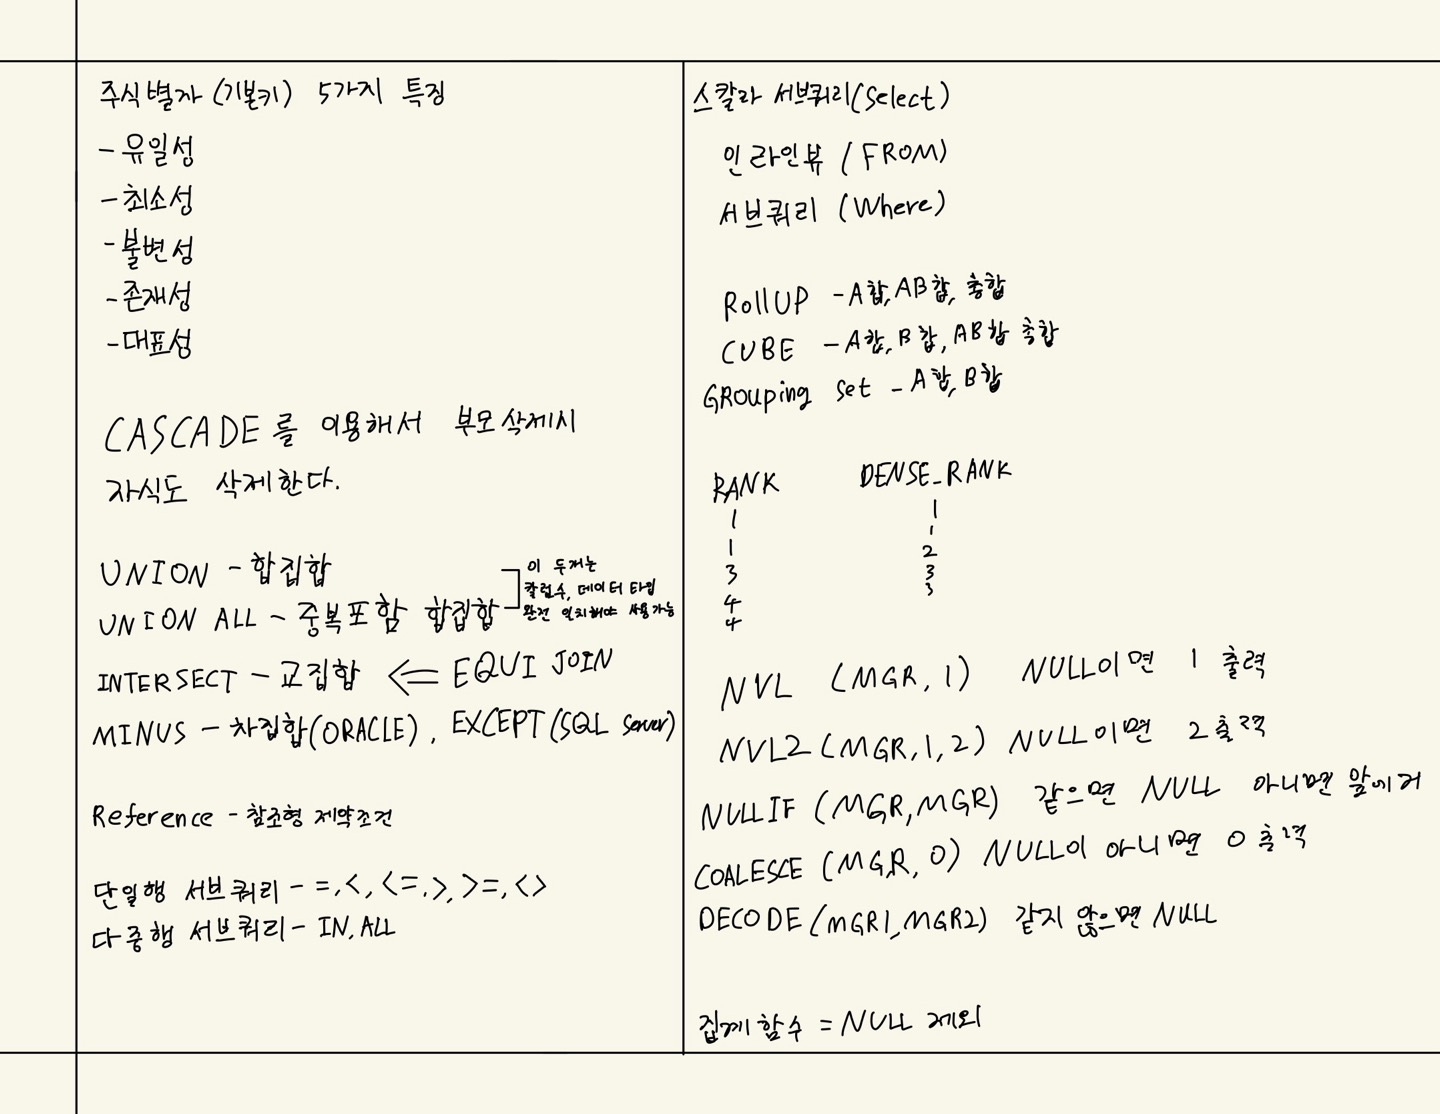 주식별자 (기본키) 5가지 특징
- 유일성
- 최소성
- 불변성
- 존재성
- 대표성
CASCADE를 이용해서 부모삭제시
자식도 삭제한다.
UNION - 합집합
UNION ALL - 중복포함 합집합
이 두개는
칼럼수, 데이터 타입
완전 일치해야 사용가능
INTERSECT - 교집합 <= EQUI JOIN
MINUS - 차집합(ORACLE), EXCEPT(SQL Server)
Reference - 참조형 제약조건
단일행 서브쿼리 - =, <, <=, >, >=, <>
다중행 서브쿼리 - IN, ALL
스칼라 서브쿼리(Select)
인라인뷰 (FROM)
서브쿼리 (Where)
RollUP - A합, AB합, 총합
CUBE - A합, B합, AB합 총합
GROuping set - A합, B합
RANK DENSE_RANK
1 1
1 1
3 2
4 3
4 3
NVL (MGR, 1) NULL이면 1 출력
NVL2 (MGR, 1, 2) NULL이면 2 출력
NULLIF (MGR, MGR) 같으면 NULL 아니면 앞에거
COALESCE (MGR, 0) NULL이 아니면 0 출력
DECODE (MGR1, MGR2) 같지 않으면 NULL
집계함수 = NULL 제외